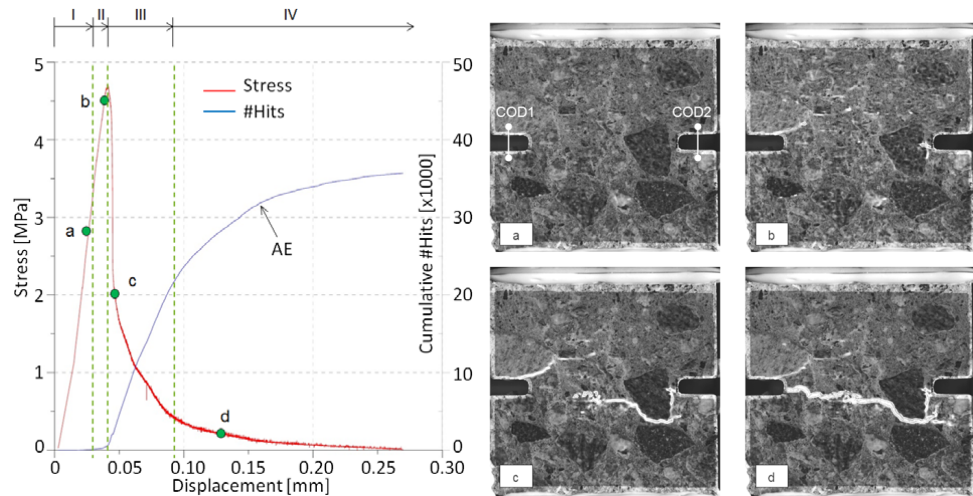 I II III IV
5 50
Stress
b #Hits
4 40
a 3 30
c AE
2 20
1 10
d
0 0
0 0.05 0.10 0.15 0.20 0.25 0.30
Displacement [mm]
Stress [MPa]
Cumulative #Hits [x1000]
COD1 COD2
a
b
c
d